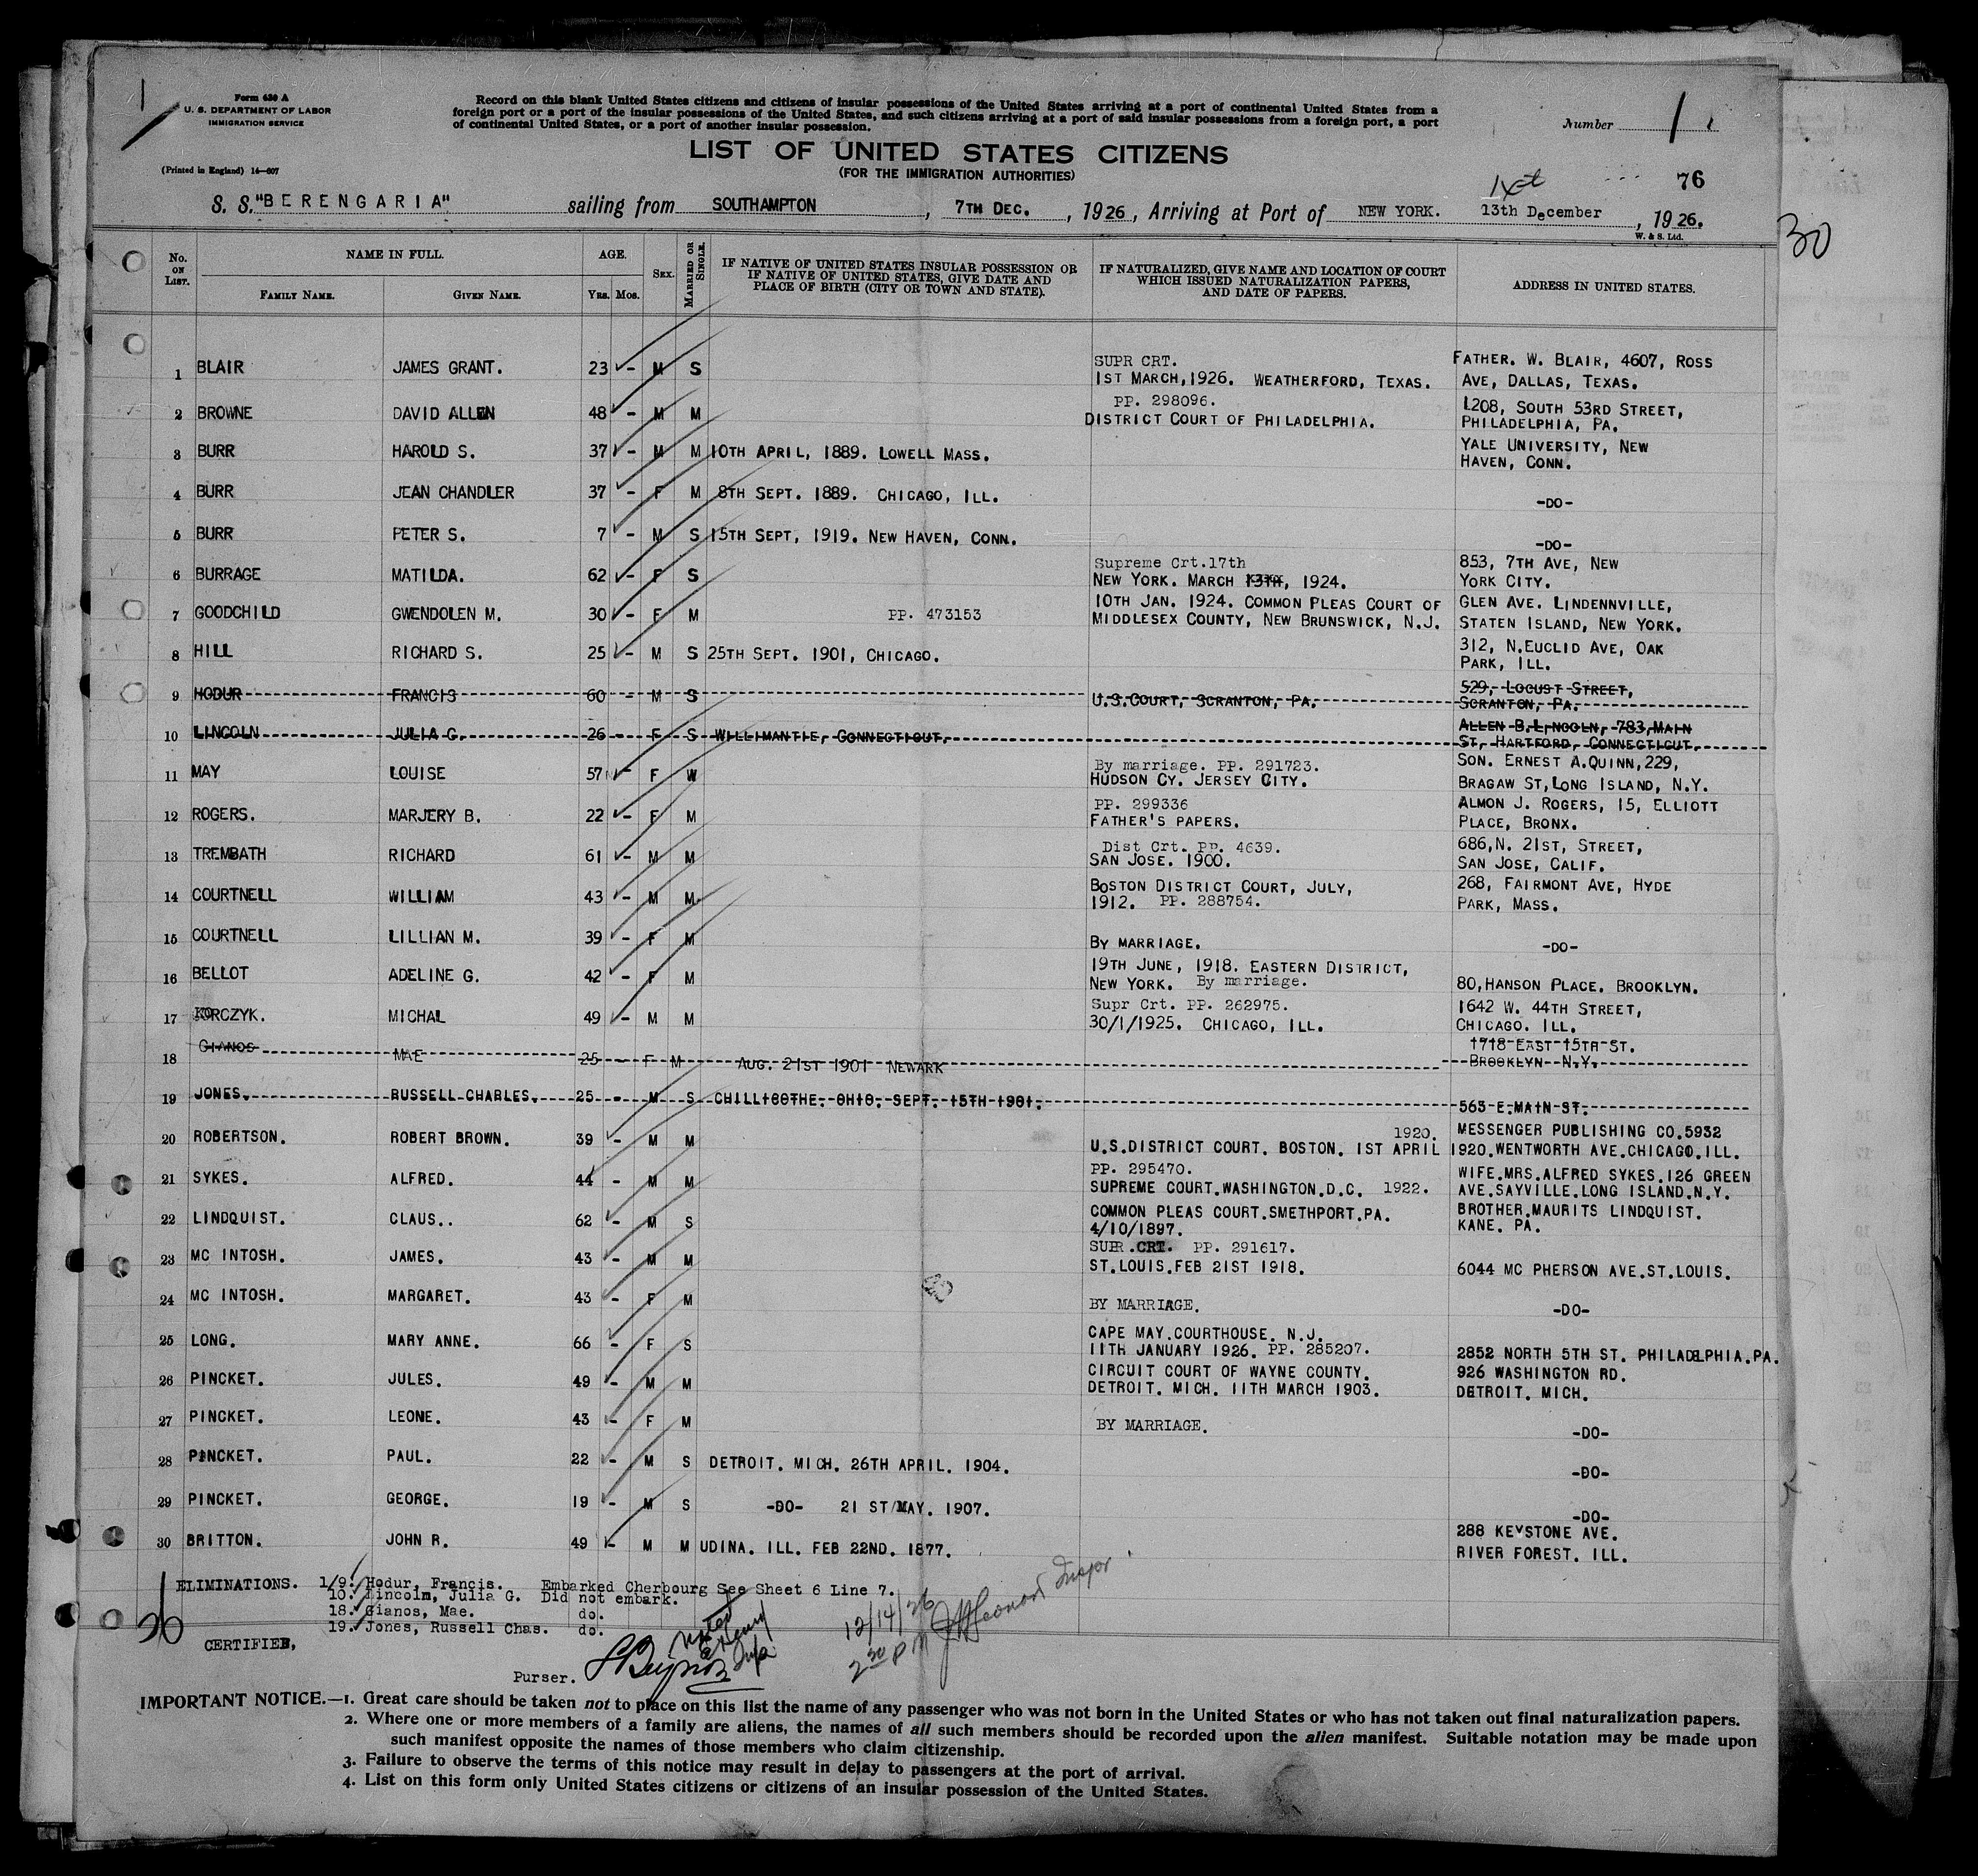 Form 630 A
U. S. DEPARTMENT OF LABOR
IMMIGRATION SERVICE
(Printed in England) 14—807
Record on this blank United States citizens and citizens of insular possessions of the United States arriving at a port of continental United States from a
foreign port or a port of the insular possessions of the United States, and such citizens arriving at a port of said insular possessions from a foreign port, a port
of continental United States, or a port of another insular possession.
Number 1
LIST OF UNITED STATES CITIZENS
(FOR THE IMMIGRATION AUTHORITIES)
76
S. S. "BERENGARIA" sailing from SOUTHAMPTON, 7TH DEC., 1926, Arriving at Port of NEW YORK. 13th December, 1926.
W. & S. Ltd.
30
No. ON LIST. NAME IN FULL. FAMILY NAME. GIVEN NAME. AGE. YRS. MOS. SEX. MARRIED OR SINGLE. IF NATIVE OF UNITED STATES INSULAR POSSESSION OR IF NATIVE OF UNITED STATES, GIVE DATE AND PLACE OF BIRTH (CITY OR TOWN AND STATE). IF NATURALIZED, GIVE NAME AND LOCATION OF COURT WHICH ISSUED NATURALIZATION PAPERS, AND DATE OF PAPERS. ADDRESS IN UNITED STATES.
1 BLAIR JAMES GRANT. 23 - M S SUPR CRT. 1ST MARCH, 1926. WEATHERFORD, TEXAS. FATHER. W. BLAIR, 4607, ROSS AVE, DALLAS, TEXAS.
2 BROWNE DAVID ALLEN 48 - M M PP. 298096. DISTRICT COURT OF PHILADELPHIA. 1208, SOUTH 53RD STREET, PHILADELPHIA, PA.
3 BURR HAROLD S. 37 - M M 10TH APRIL, 1889. LOWELL MASS. YALE UNIVERSITY, NEW HAVEN, CONN.
4 BURR JEAN CHANDLER 37 - F M 8TH SEPT. 1889. CHICAGO, ILL. -DO-
5 BURR PETER S. 7 - M S 15TH SEPT, 1919. NEW HAVEN, CONN. -DO-
6 BURRAGE MATILDA. 62 - F S Supreme Crt. 17th NEW YORK. MARCH 13TH, 1924. 853, 7TH AVE, NEW YORK CITY.
7 GOODCHILD GWENDOLEN M. 30 - F M PP. 473153 10TH JAN. 1924. COMMON PLEAS COURT OF MIDDLESEX COUNTY, NEW BRUNSWICK, N.J. GLEN AVE. LINDENNVILLE, STATEN ISLAND, NEW YORK.
8 HILL RICHARD S. 25 - M S 25TH SEPT. 1901, CHICAGO. 312, N.EUCLID AVE, OAK PARK, ILL.
9 HODUR FRANCIS 60 - M S U.S.COURT, SCRANTON, PA. 529, LOCUST STREET, SCRANTON, PA.
10 LINCOLN JULIA G. 26 - F S WILLIMANTIE, CONNECTICUT, ALLEN B.LINCOLN, 783,MAIN ST, HARTFORD, CONNECTICUT,
11 MAY LOUISE 57 - F W By marriage. PP. 291723. HUDSON CY. JERSEY CITY. SON. ERNEST A.QUINN,229, BRAGAW ST,LONG ISLAND, N.Y.
12 ROGERS. MARJERY B. 22 - F M PP. 299336 FATHER'S PAPERS. ALMON J. ROGERS, 15, ELLIOTT PLACE, BRONX.
13 TREMBATH RICHARD 61 - M M Dist Crt. PP. 4639. SAN JOSE. 1900. 686,N. 21ST, STREET, SAN JOSE, CALIF.
14 COURTNELL WILLIAM 43 - M M BOSTON DISTRICT COURT, JULY, 1912. PP. 288754. 268, FAIRMONT AVE, HYDE PARK, MASS.
15 COURTNELL LILLIAN M. 39 - F M BY MARRIAGE. -DO-
16 BELLOT ADELINE G. 42 - F M 19TH JUNE, 1918. EASTERN DISTRICT, NEW YORK. By marriage. 80,HANSON PLACE. BROOKLYN.
17 KORCZYK. MICHAL 49 - M M Supr Crt. PP. 262975. 30/1/1925. CHICAGO, ILL. 1642 W. 44TH STREET, CHICAGO. ILL.
18 GIANOS MAE 25 - F M AUG. 21ST 1901 NEWARK 1718 EAST 15TH ST. BROOKLYN N.Y.
19 JONES. RUSSELL CHARLES. 25 - M S CHILLICOTHE. OHIO. SEPT. 15TH 1901. 563 E.MAIN ST.
20 ROBERTSON. ROBERT BROWN. 39 - M M 1920. U.S.DISTRICT COURT. BOSTON. 1ST APRIL 1920. MESSENGER PUBLISHING CO.5932 WENTWORTH AVE.CHICAGO.ILL.
21 SYKES. ALFRED. 44 - M M PP. 295470. SUPREME COURT.WASHINGTON.D.C. 1922. WIFE.MRS.ALFRED SYKES.126 GREEN AVE.SAYVILLE.LONG ISLAND.N.Y.
22 LINDQUIST. CLAUS.. 62 - M S COMMON PLEAS COURT.SMETHPORT.PA. 4/10/1897. BROTHER.MAURITS LINDQUIST. KANE. PA.
23 MC INTOSH. JAMES. 43 - M M SUPR.CRT. PP. 291617. ST.LOUIS.FEB 21ST 1918. 6044 MC PHERSON AVE.ST.LOUIS.
24 MC INTOSH. MARGARET. 43 - F M BY MARRIAGE. -DO-
25 LONG. MARY ANNE. 66 - F S CAPE MAY.COURTHOUSE. N.J. 11TH JANUARY 1926. PP. 285207. 2852 NORTH 5TH ST. PHILADELPHIA.PA.
26 PINCKET. JULES. 49 - M M CIRCUIT COURT OF WAYNE COUNTY. DETROIT. MICH. 11TH MARCH 1903. 926 WASHINGTON RD. DETROIT. MICH.
27 PINCKET. LEONE. 43 - F M BY MARRIAGE. -DO-
28 PINCKET. PAUL. 22 - M S DETROIT. MICH. 26TH APRIL. 1904. -DO-
29 PINCKET. GEORGE. 19 - M S -DO- 21 ST/MAY. 1907. -DO-
30 BRITTON. JOHN R. 49 - M M UDINA. ILL. FEB 22ND. 1877. 288 KEYSTONE AVE. RIVER FOREST. ILL.
ELIMINATIONS. 1/9. Hodur, Francis. Embarked Cherbourg See Sheet 6 Line 7.
10. Lincoln, Julia G. Did not embark.
18. Gianos, Mae. do.
19. Jones, Russell Chas. do.
26
CERTIFIED,
Purser.
Noted
12/14/26
2 30 PM
IMPORTANT NOTICE.—1. Great care should be taken not to place on this list the name of any passenger who was not born in the United States or who has not taken out final naturalization papers.
2. Where one or more members of a family are aliens, the names of all such members should be recorded upon the alien manifest. Suitable notation may be made upon
such manifest opposite the names of those members who claim citizenship.
3. Failure to observe the terms of this notice may result in delay to passengers at the port of arrival.
4. List on this form only United States citizens or citizens of an insular possession of the United States.